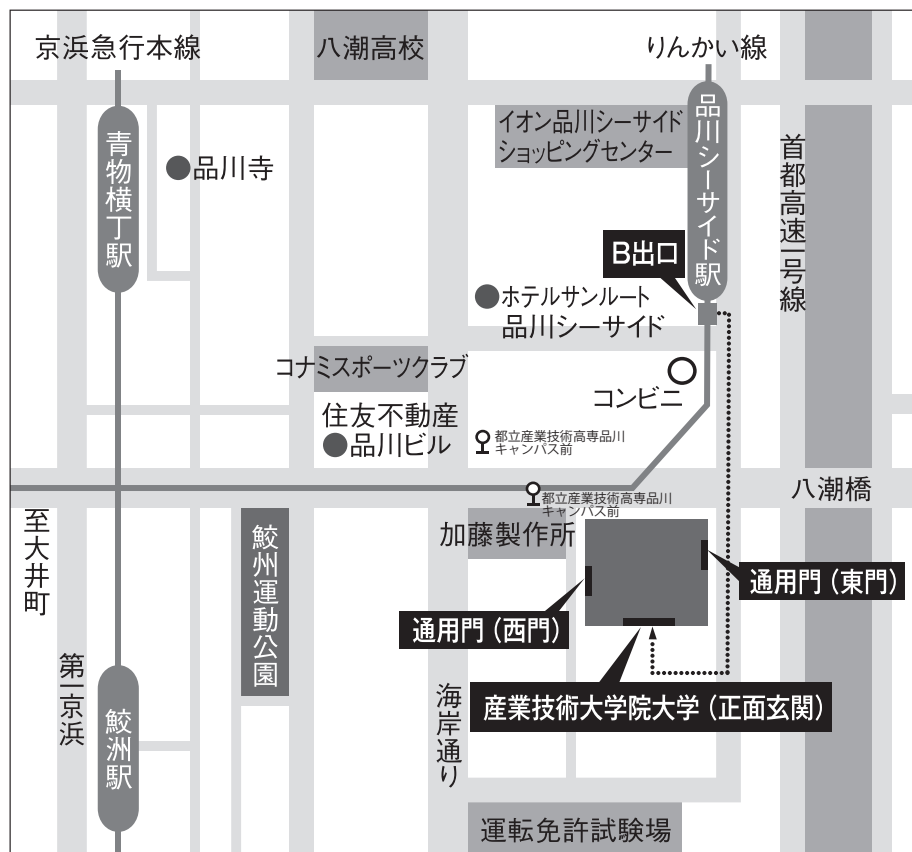 京浜急行本線
八潮高校
りんかい線
イオン品川シーサイド
ショッピングセンター
青物横丁駅
品川寺
品川シーサイド駅
首都高速一号線
B出口
ホテルサンルート
品川シーサイド
コナミスポーツクラブ
コンビニ
住友不動産
品川ビル
都立産業技術高専品川
キャンパス前
都立産業技術高専品川
キャンパス前
八潮橋
至大井町
鮫州運動公園
加藤製作所
通用門（東門）
通用門（西門）
産業技術大学院大学（正面玄関）
第一京浜
鮫洲駅
海岸通り
運転免許試験場